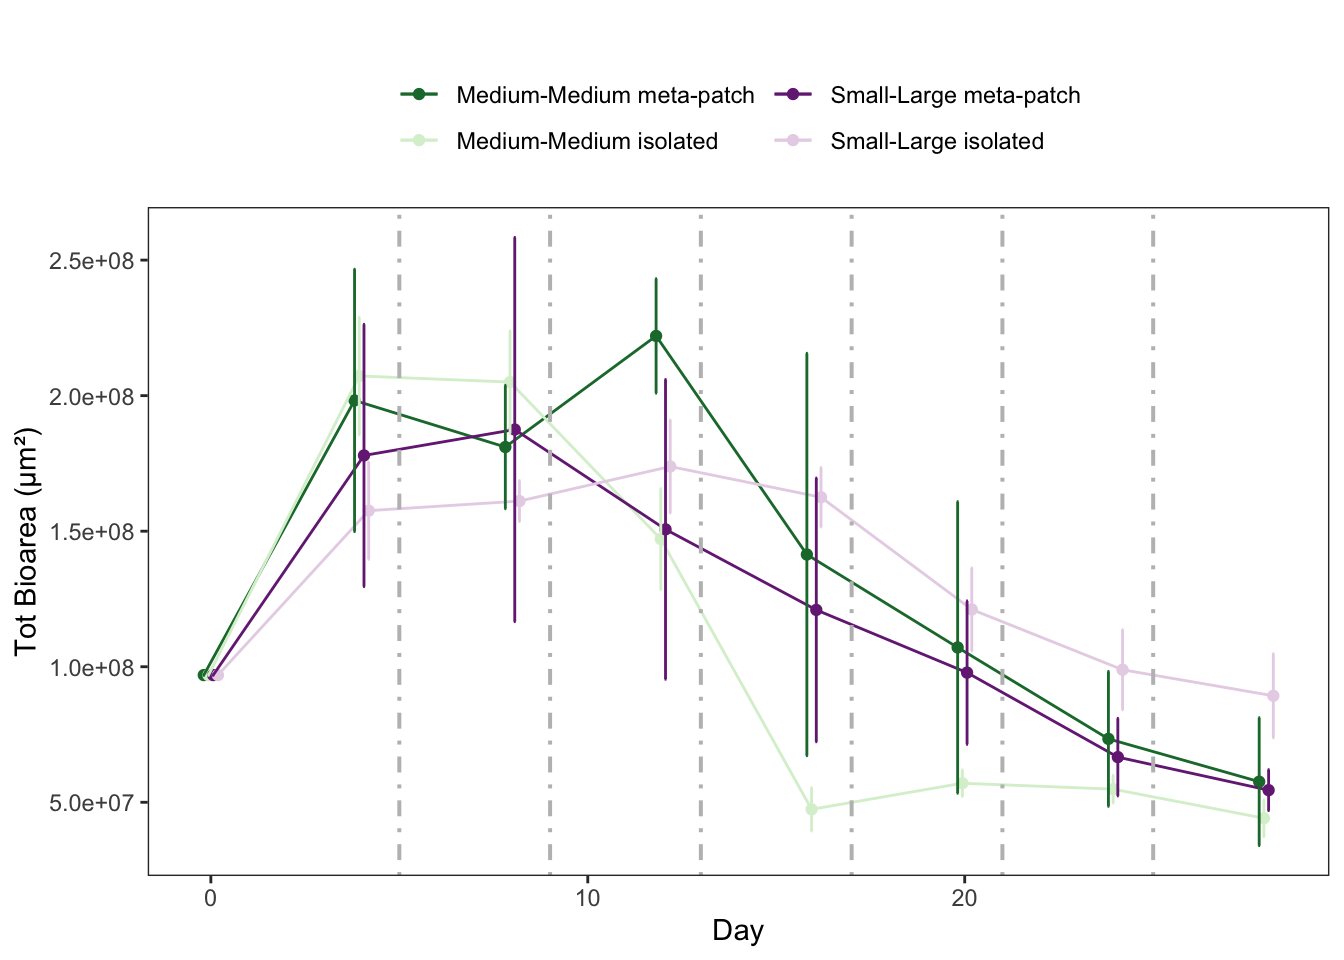 Medium-Medium meta-patch Small-Large meta-patch
Medium-Medium isolated Small-Large isolated
2.5e+08
2.0e+08
1.5e+08
1.0e+08
5.0e+07
Tot Bioarea (μm²)
0 10 20
Day